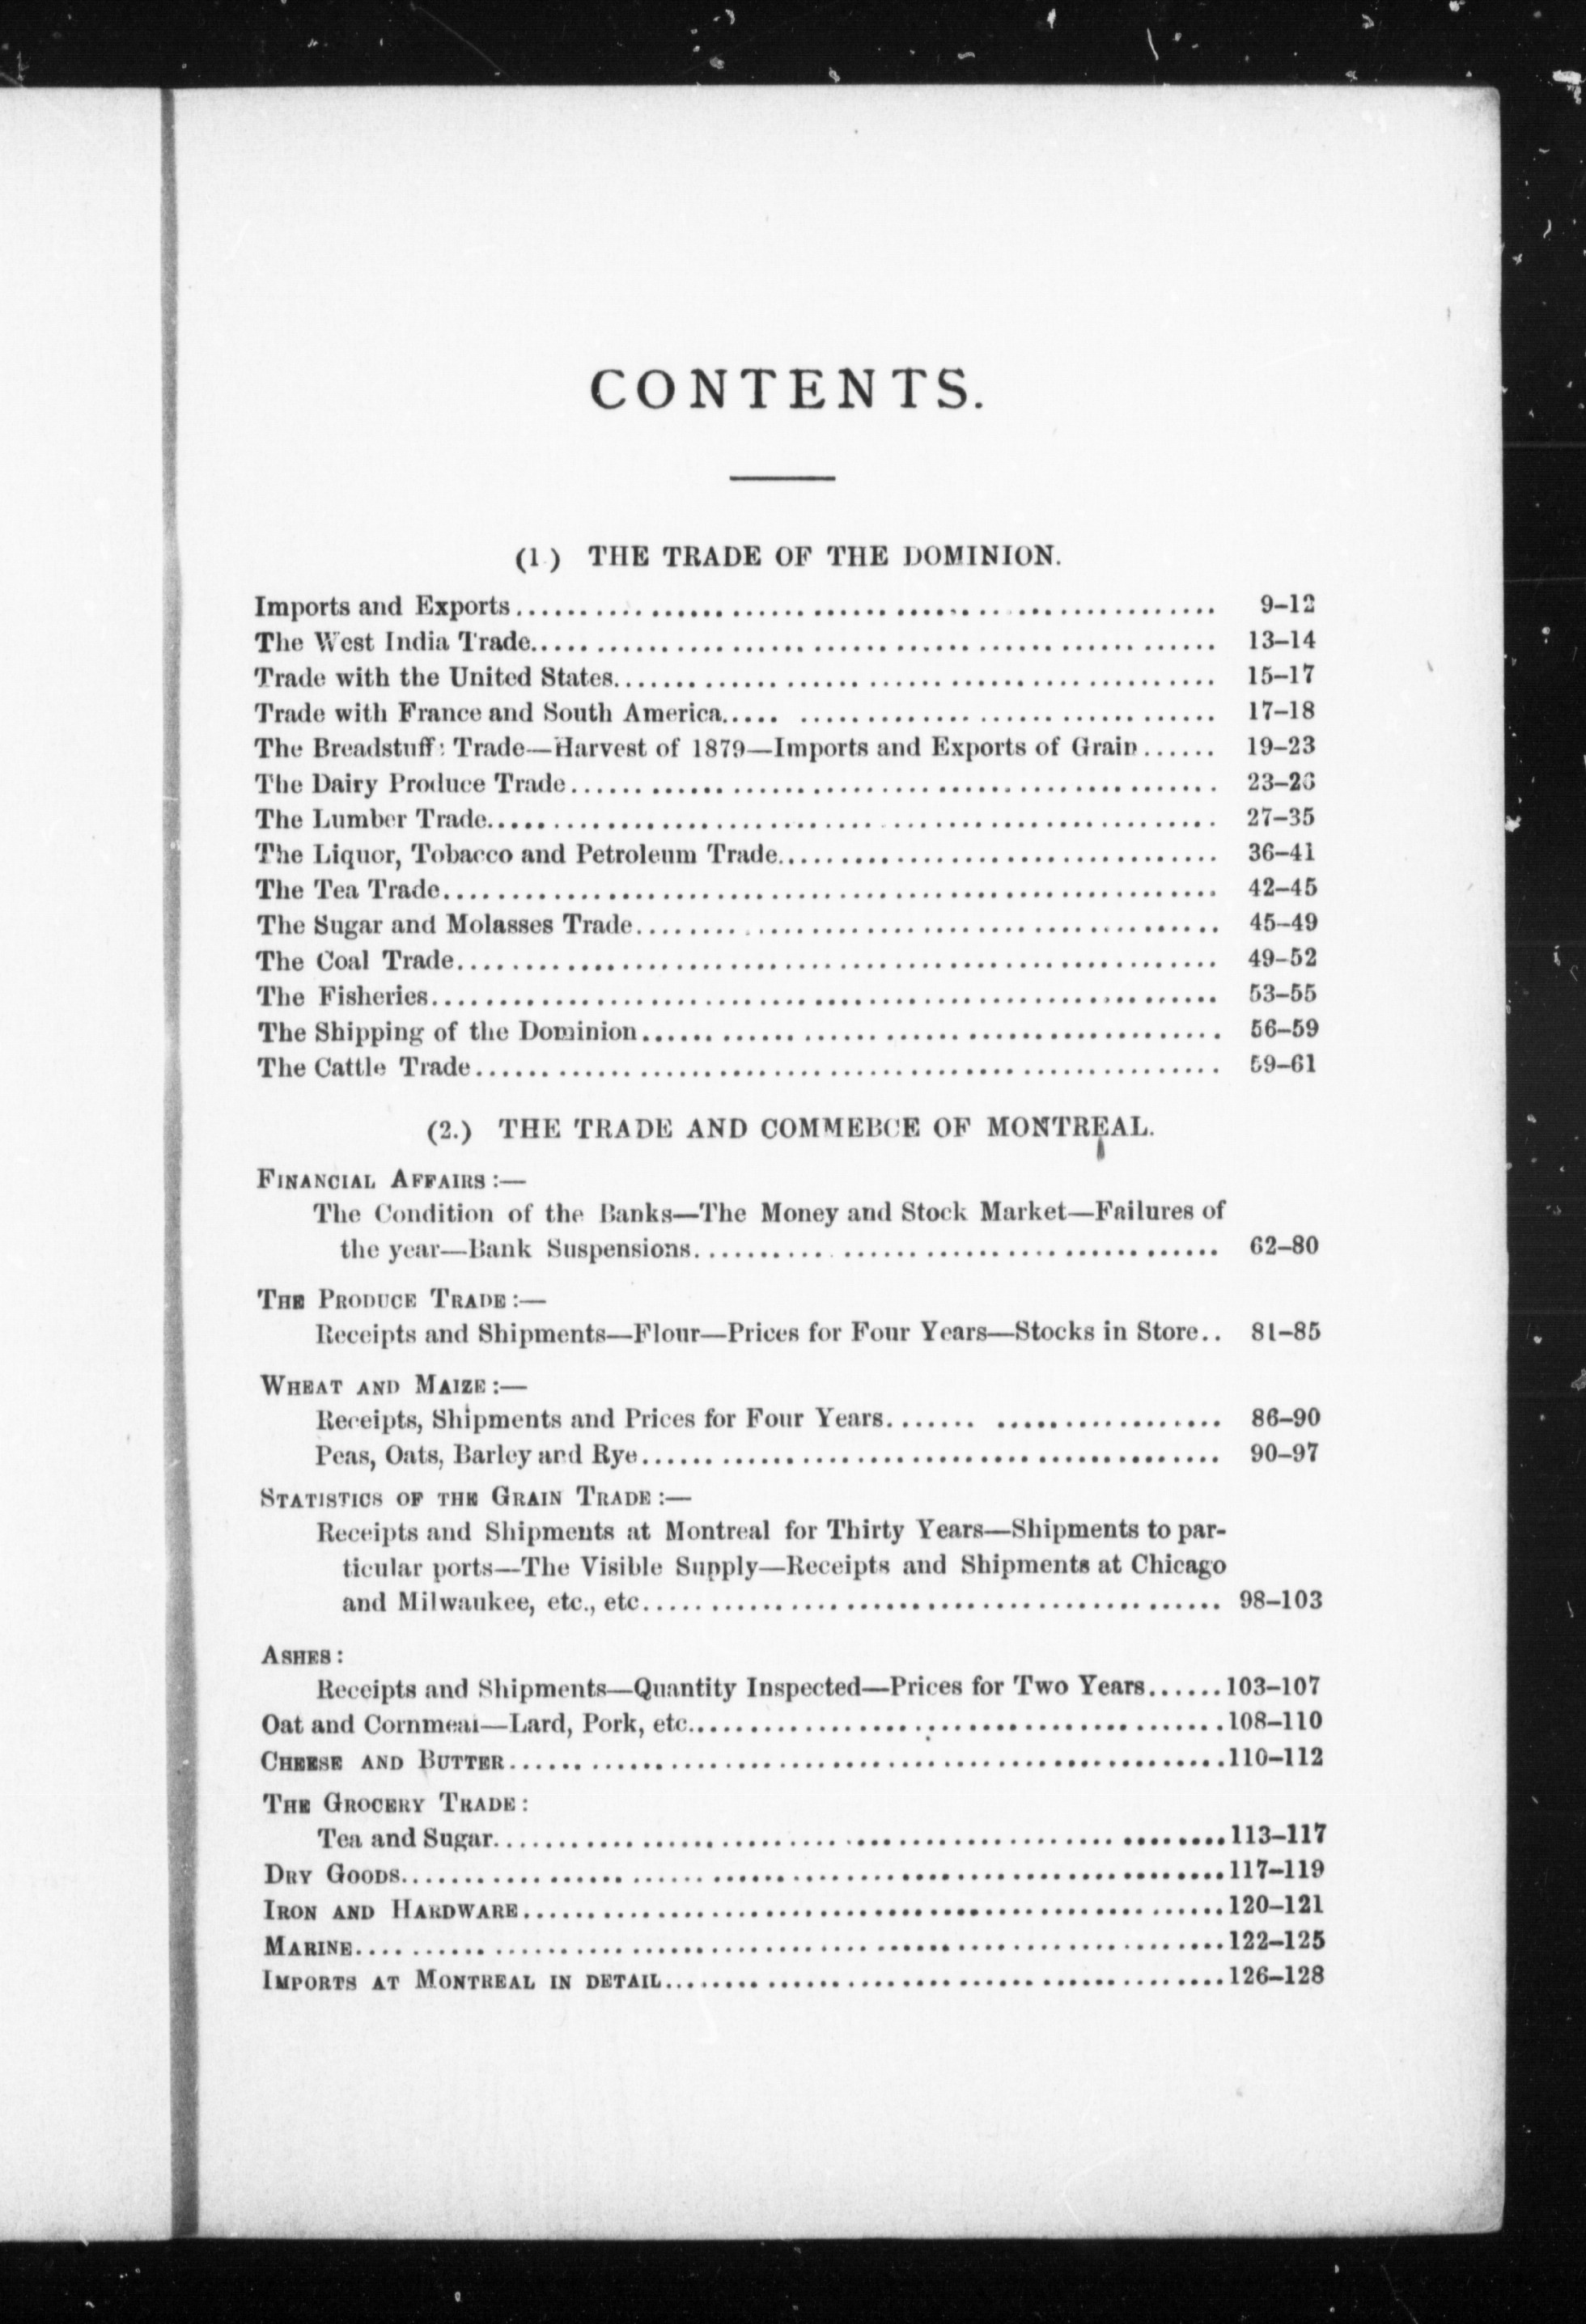 CONTENTS.
(1.) THE TRADE OF THE DOMINION.
Imports and Exports........................................ 9–12
The West India Trade........................................ 13–14
Trade with the United States........................................ 15–17
Trade with France and South America........................................ 17–18
The Breadstuffs Trade—Harvest of 1879—Imports and Exports of Grain...... 19–23
The Dairy Produce Trade........................................ 23–26
The Lumber Trade........................................ 27–35
The Liquor, Tobacco and Petroleum Trade........................................ 36–41
The Tea Trade........................................ 42–45
The Sugar and Molasses Trade........................................ 45–49
The Coal Trade........................................ 49–52
The Fisheries........................................ 53–55
The Shipping of the Dominion........................................ 56–59
The Cattle Trade........................................ 59–61
(2.) THE TRADE AND COMMERCE OF MONTREAL.
FINANCIAL AFFAIRS:—
The Condition of the Banks—The Money and Stock Market—Failures of
the year—Bank Suspensions........................................ 62–80
THE PRODUCE TRADE:—
Receipts and Shipments—Flour—Prices for Four Years—Stocks in Store.. 81–85
WHEAT AND MAIZE:—
Receipts, Shipments and Prices for Four Years........................ 86–90
Peas, Oats, Barley and Rye........................................ 90–97
STATISTICS OF THE GRAIN TRADE:—
Receipts and Shipments at Montreal for Thirty Years—Shipments to par-
ticular ports—The Visible Supply—Receipts and Shipments at Chicago
and Milwaukee, etc., etc........................................ 98–103
ASHES:
Receipts and Shipments—Quantity Inspected—Prices for Two Years......103–107
Oat and Cornmeal—Lard, Pork, etc........................................108–110
CHEESE AND BUTTER........................................110–112
THE GROCERY TRADE:
Tea and Sugar........................................113–117
DRY GOODS........................................117–119
IRON AND HARDWARE........................................120–121
MARINE........................................122–125
IMPORTS AT MONTREAL IN DETAIL........................................126–128